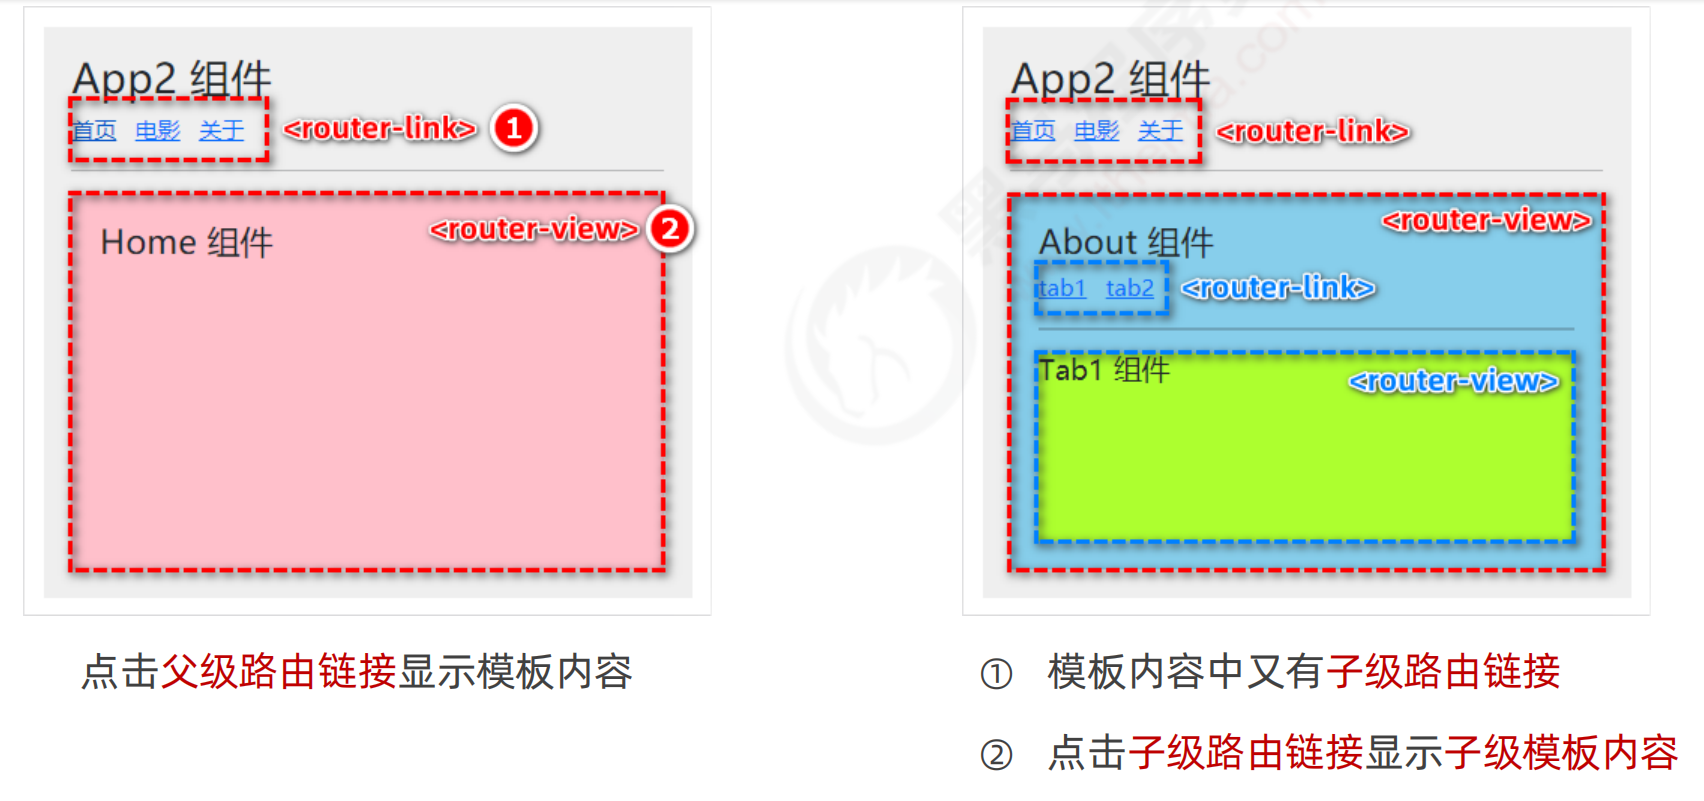 App2 组件
首页 电影 关于 <router-link> 1
Home 组件 <router-view> 2
点击父级路由链接显示模板内容
App2 组件
首页 电影 关于 <router-link>
<router-view>
About 组件
tab1 tab2 <router-link>
Tab1 组件 <router-view>
① 模板内容中又有子级路由链接
② 点击子级路由链接显示子级模板内容